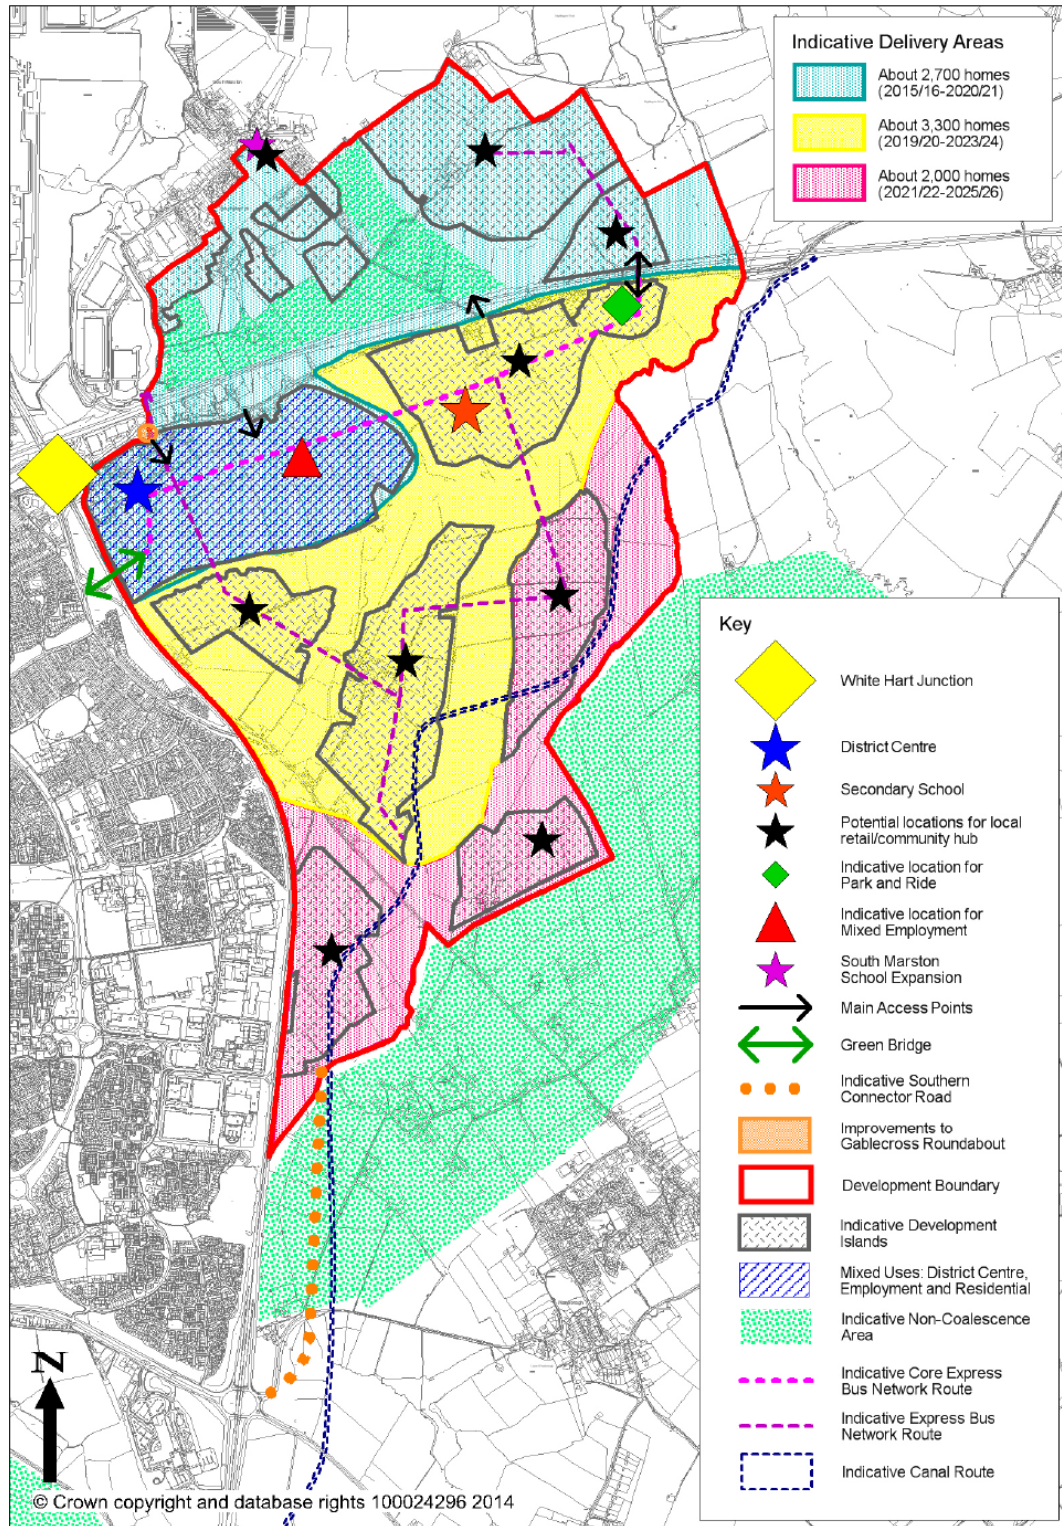 Indicative Delivery Areas
About 2,700 homes
(2015/16-2020/21)
About 3,300 homes
(2019/20-2023/24)
About 2,000 homes
(2021/22-2025/26)
Key
White Hart Junction
District Centre
Secondary School
Potential locations for local
retail/community hub
Indicative location for
Park and Ride
Indicative location for
Mixed Employment
South Marston
School Expansion
Main Access Points
Green Bridge
Indicative Southern
Connector Road
Improvements to
Gablecross Roundabout
Development Boundary
Indicative Development
Islands
Mixed Uses: District Centre,
Employment and Residential
Indicative Non-Coalescence
Area
Indicative Core Express
Bus Network Route
Indicative Express Bus
Network Route
Indicative Canal Route
N
© Crown copyright and database rights 100024296 2014